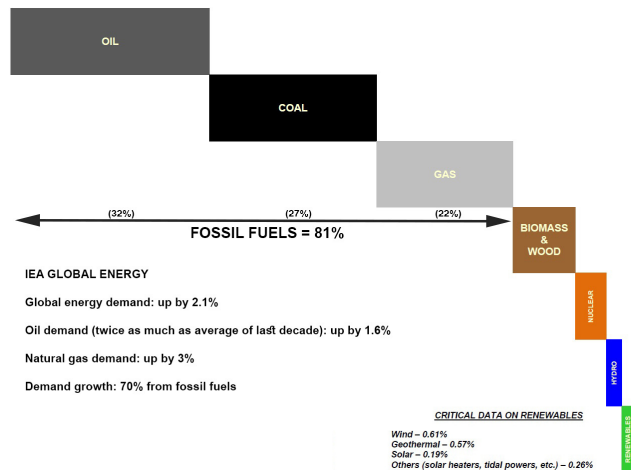 OIL
COAL
GAS
(32%)
(27%)
(22%)
FOSSIL FUELS = 81%
BIOMASS
&
WOOD
IEA GLOBAL ENERGY
Global energy demand: up by 2.1%
Oil demand (twice as much as average of last decade): up by 1.6%
Natural gas demand: up by 3%
Demand growth: 70% from fossil fuels
NUCLEAR
HYDRO
RENEWABLES
CRITICAL DATA ON RENEWABLES
Wind – 0.61%
Geothermal – 0.57%
Solar – 0.19%
Others (solar heaters, tidal powers, etc.) – 0.26%